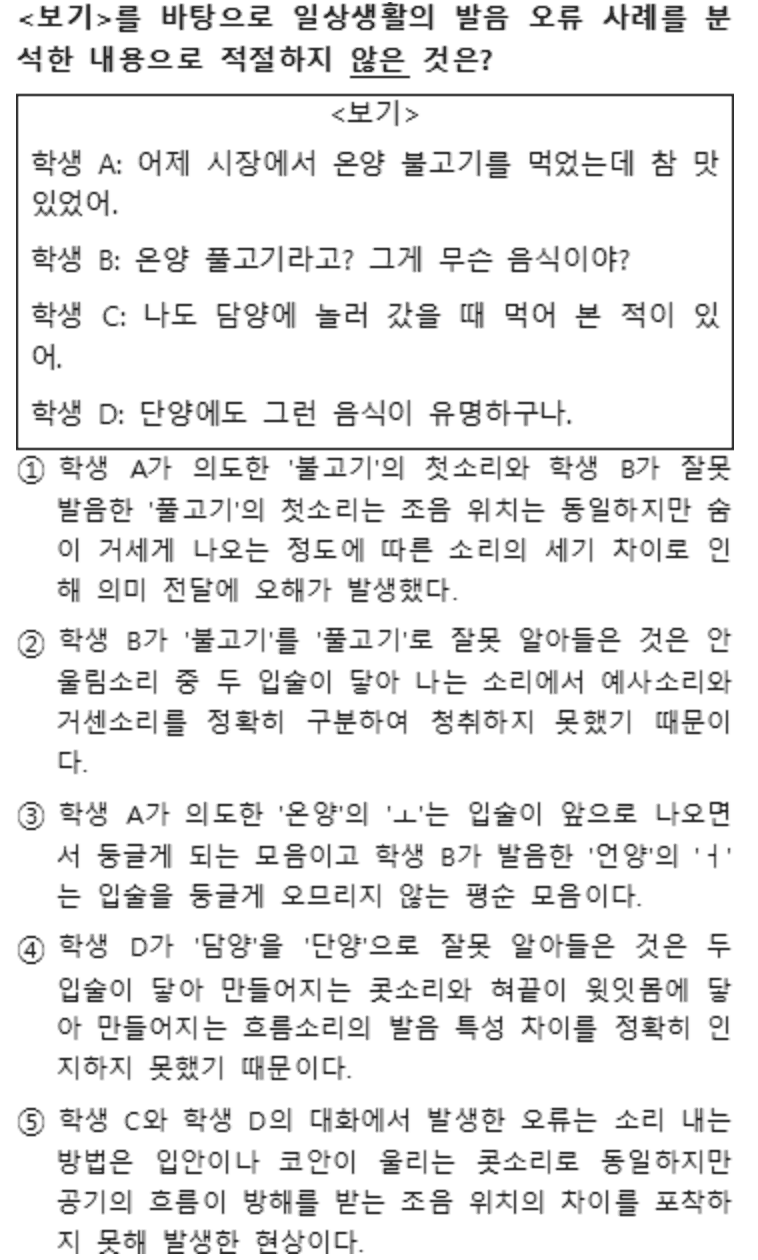 <보기>를 바탕으로 일상생활의 발음 오류 사례를 분
석한 내용으로 적절하지 않은 것은?
<보기>
학생 A: 어제 시장에서 온양 불고기를 먹었는데 참 맛
있었어.
학생 B: 온양 풀고기라고? 그게 무슨 음식이야?
학생 C: 나도 담양에 놀러 갔을 때 먹어 본 적이 있
어.
학생 D: 단양에도 그런 음식이 유명하구나.
① 학생 A가 의도한 '불고기'의 첫소리와 학생 B가 잘못
발음한 '풀고기'의 첫소리는 조음 위치는 동일하지만 숨
이 거세게 나오는 정도에 따른 소리의 세기 차이로 인
해 의미 전달에 오해가 발생했다.
② 학생 B가 '불고기'를 '풀고기'로 잘못 알아들은 것은 안
울림소리 중 두 입술이 닿아 나는 소리에서 예사소리와
거센소리를 정확히 구분하여 청취하지 못했기 때문이
다.
③ 학생 A가 의도한 '온양'의 'ㅗ'는 입술이 앞으로 나오면
서 둥글게 되는 모음이고 학생 B가 발음한 '언양'의 'ㅓ'
는 입술을 둥글게 오므리지 않는 평순 모음이다.
④ 학생 D가 '담양'을 '단양'으로 잘못 알아들은 것은 두
입술이 닿아 만들어지는 콧소리와 혀끝이 윗잇몸에 닿
아 만들어지는 흐름소리의 발음 특성 차이를 정확히 인
지하지 못했기 때문이다.
⑤ 학생 C와 학생 D의 대화에서 발생한 오류는 소리 내는
방법은 입안이나 코안이 울리는 콧소리로 동일하지만
공기의 흐름이 방해를 받는 조음 위치의 차이를 포착하
지 못해 발생한 현상이다.